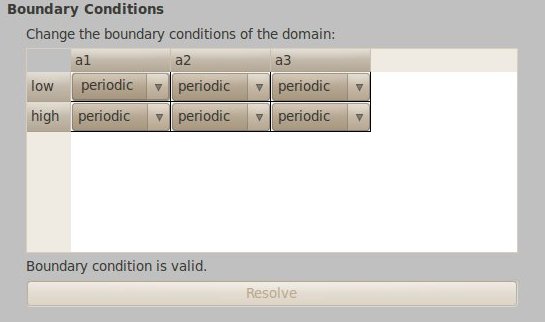 Boundary Conditions
Change the boundary conditions of the domain:
a1 a2 a3
low periodic periodic periodic
high periodic periodic periodic
Boundary condition is valid.
Resolve